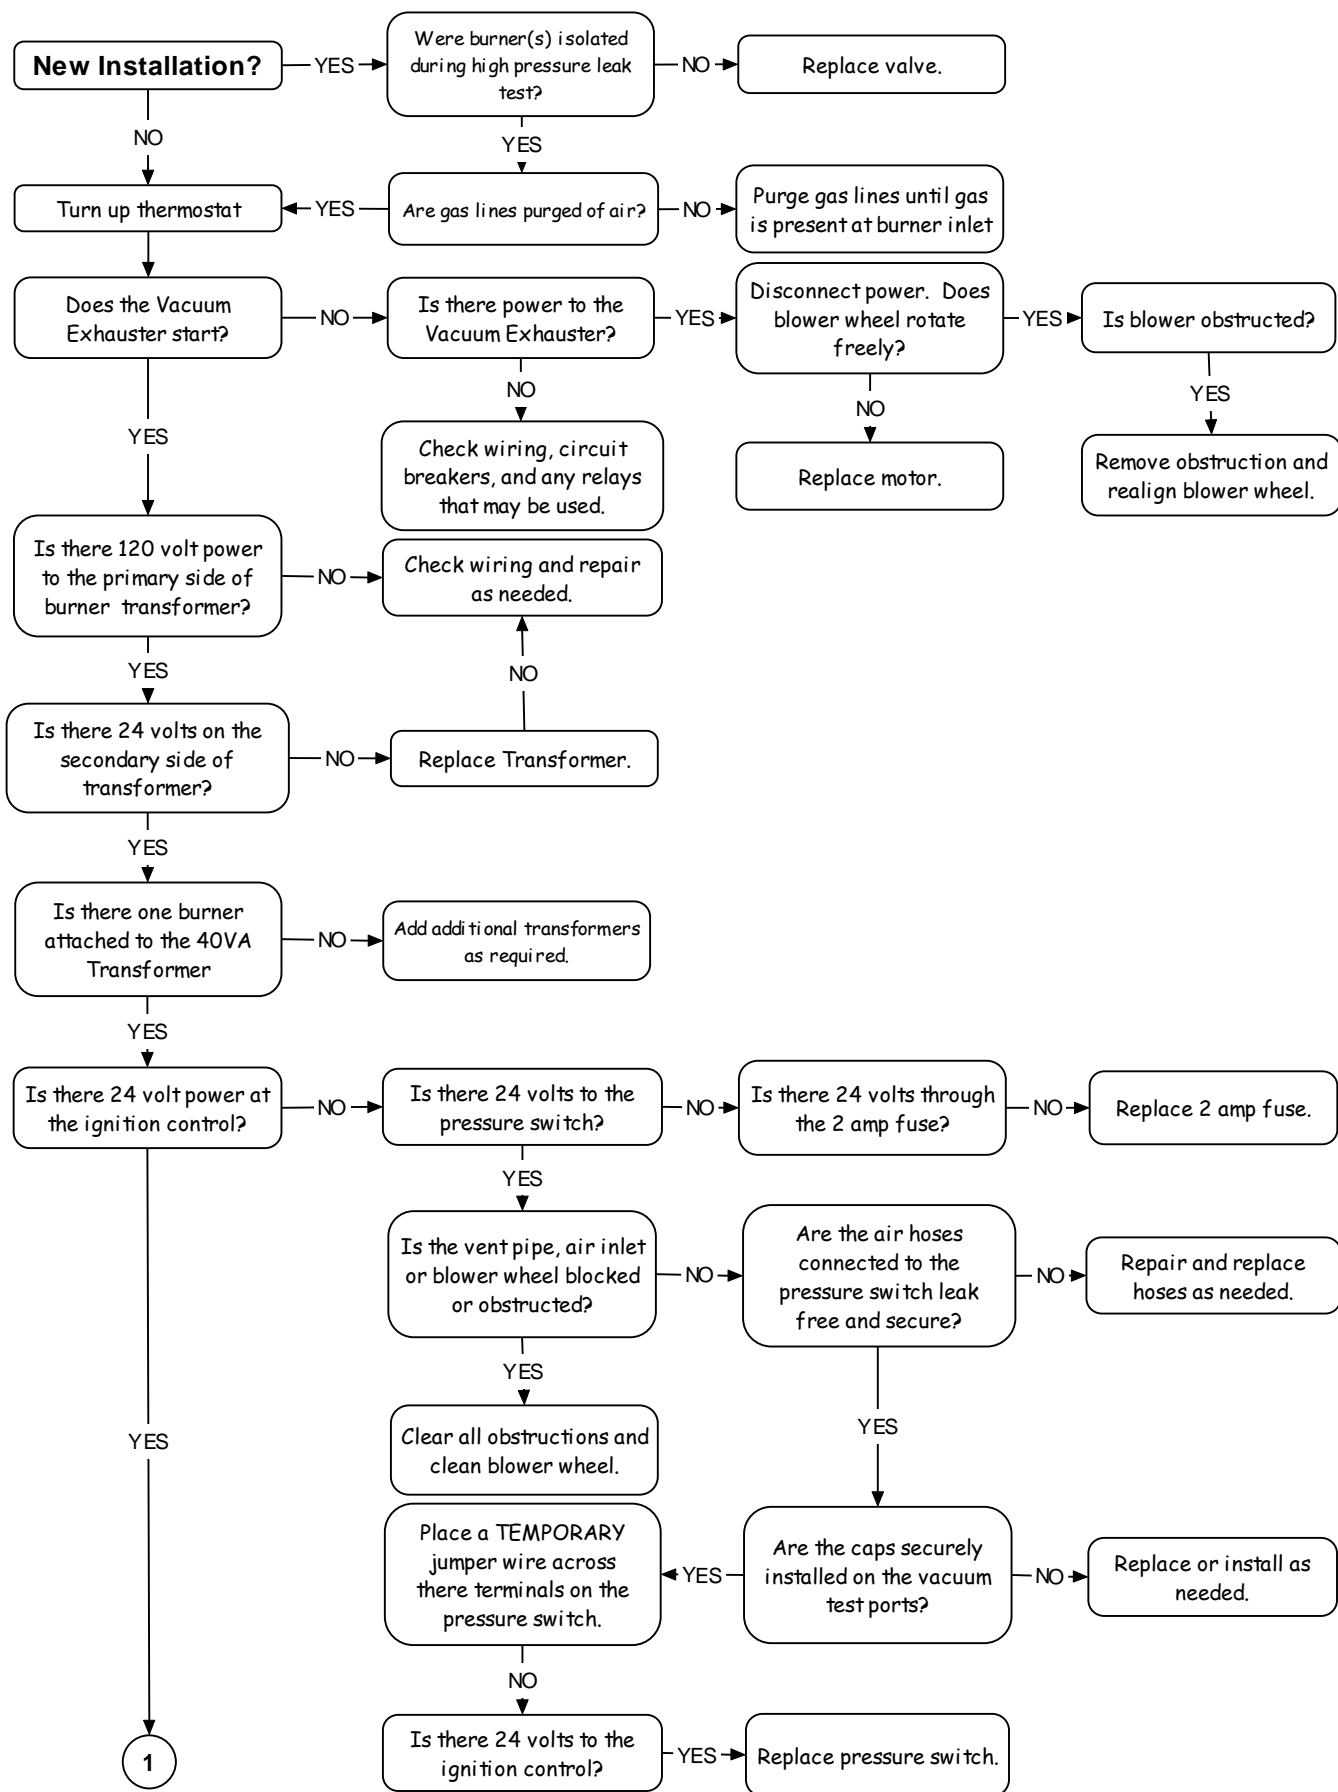 New Installation?
YES
Were burner(s) isolated
during high pressure leak
test?
NO
Replace valve.
NO
YES
Turn up thermostat
YES
Are gas lines purged of air?
NO
Purge gas lines until gas
is present at burner inlet
Does the Vacuum
Exhauster start?
NO
Is there power to the
Vacuum Exhauster?
YES
Disconnect power. Does
blower wheel rotate
freely?
YES
Is blower obstructed?
YES
NO
NO
YES
Check wiring, circuit
breakers, and any relays
that may be used.
Replace motor.
Remove obstruction and
realign blower wheel.
Is there 120 volt power
to the primary side of
burner transformer?
NO
Check wiring and repair
as needed.
YES
NO
Is there 24 volts on the
secondary side of
transformer?
NO
Replace Transformer.
YES
Is there one burner
attached to the 40VA
Transformer
NO
Add additional transformers
as required.
YES
Is there 24 volt power at
the ignition control?
NO
Is there 24 volts to the
pressure switch?
NO
Is there 24 volts through
the 2 amp fuse?
NO
Replace 2 amp fuse.
YES
Is the vent pipe, air inlet
or blower wheel blocked
or obstructed?
NO
Are the air hoses
connected to the
pressure switch leak
free and secure?
NO
Repair and replace
hoses as needed.
YES
YES
YES
Clear all obstructions and
clean blower wheel.
Place a TEMPORARY
jumper wire across
there terminals on the
pressure switch.
YES
Are the caps securely
installed on the vacuum
test ports?
NO
Replace or install as
needed.
NO
1
Is there 24 volts to the
ignition control?
YES
Replace pressure switch.